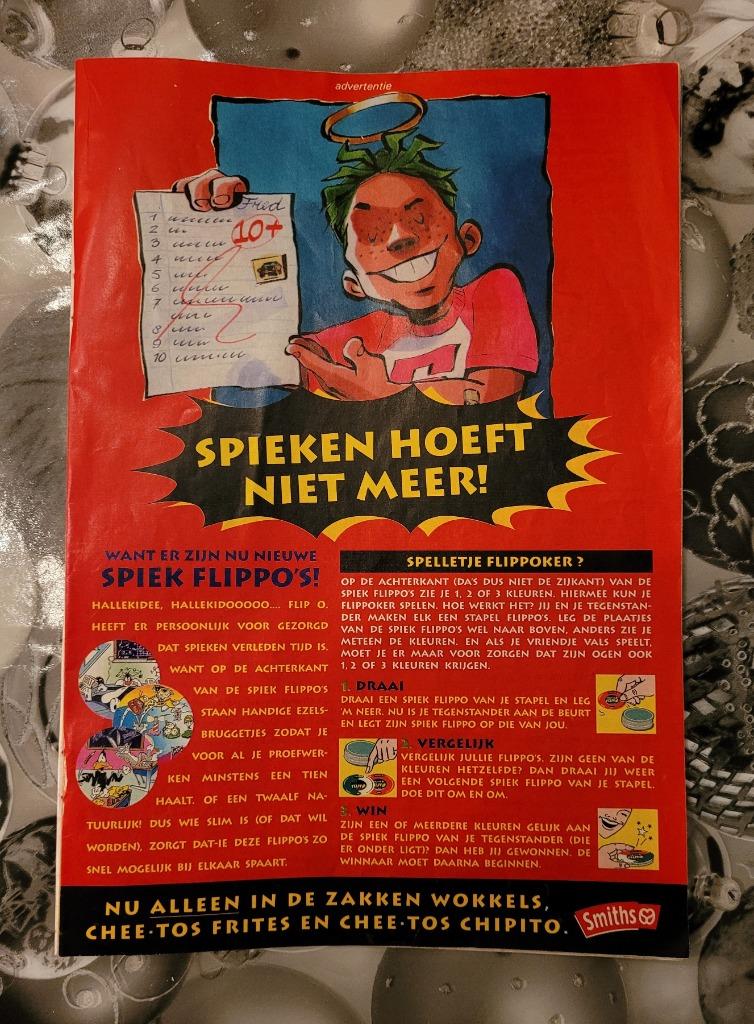 advertentie
Fred
10+
1
2
3
4
5
6
7
8
9
10
SPIEKEN HOEFT
NIET MEER!
WANT ER ZIJN NU NIEUWE
SPIEK FLIPPO'S!
HALLEKIDEE, HALLEKIDOOOOO.... FLIP O.
HEEFT ER PERSOONLIJK VOOR GEZORGD
DAT SPIEKEN VERLEDEN TIJD IS.
WANT OP DE ACHTERKANT
VAN DE SPIEK FLIPPO'S
STAAN HANDIGE EZELS-
BRUGGETJES ZODAT JE
VOOR AL JE PROEFWER-
KEN MINSTENS EEN TIEN
HAALT. OF EEN TWAALF NA-
TUURLIJK! DUS WIE SLIM IS (OF DAT WIL
WORDEN), ZORGT DAT-IE DEZE FLIPPO'S ZO
SNEL MOGELIJK BIJ ELKAAR SPAART.
SPELLETJE FLIPPOKER ?
OP DE ACHTERKANT (DA'S DUS NIET DE ZIJKANT) VAN DE
SPIEK FLIPPO'S ZIE JE 1, 2 OF 3 KLEUREN. HIERMEE KUN JE
FLIPPOKER SPELEN. HOE WERKT HET? JIJ EN JE TEGENSTAN-
DER MAKEN ELK EEN STAPEL FLIPPO'S. LEG DE PLAATJES
VAN DE SPIEK FLIPPO'S WEL NAAR BOVEN, ANDERS ZIE JE
METEEN DE KLEUREN. EN ALS JE VRIENDJE VALS SPEELT,
MOET JE ER MAAR VOOR ZORGEN DAT ZIJN OGEN OOK
1, 2 OF 3 KLEUREN KRIJGEN.
1. DRAAI
DRAAI EEN SPIEK FLIPPO VAN JE STAPEL EN LEG
'M NEER. NU IS JE TEGENSTANDER AAN DE BEURT
EN LEGT ZIJN SPIEK FLIPPO OP DIE VAN JOU.
2. VERGELIJK
VERGELIJK JULLIE FLIPPO'S. ZIJN GEEN VAN DE
KLEUREN HETZELFDE? DAN DRAAI JIJ WEER
EEN VOLGENDE SPIEK FLIPPO VAN JE STAPEL.
DOE DIT OM EN OM.
3. WIN
ZIJN EEN OF MEERDERE KLEUREN GELIJK AAN
DE SPIEK FLIPPO VAN JE TEGENSTANDER (DIE
ER ONDER LIGT)? DAN HEB JIJ GEWONNEN. DE
WINNAAR MOET DAARNA BEGINNEN.
NU ALLEEN IN DE ZAKKEN WOKKELS,
CHEE•TOS FRITES EN CHEE•TOS CHIPITO.
Smiths